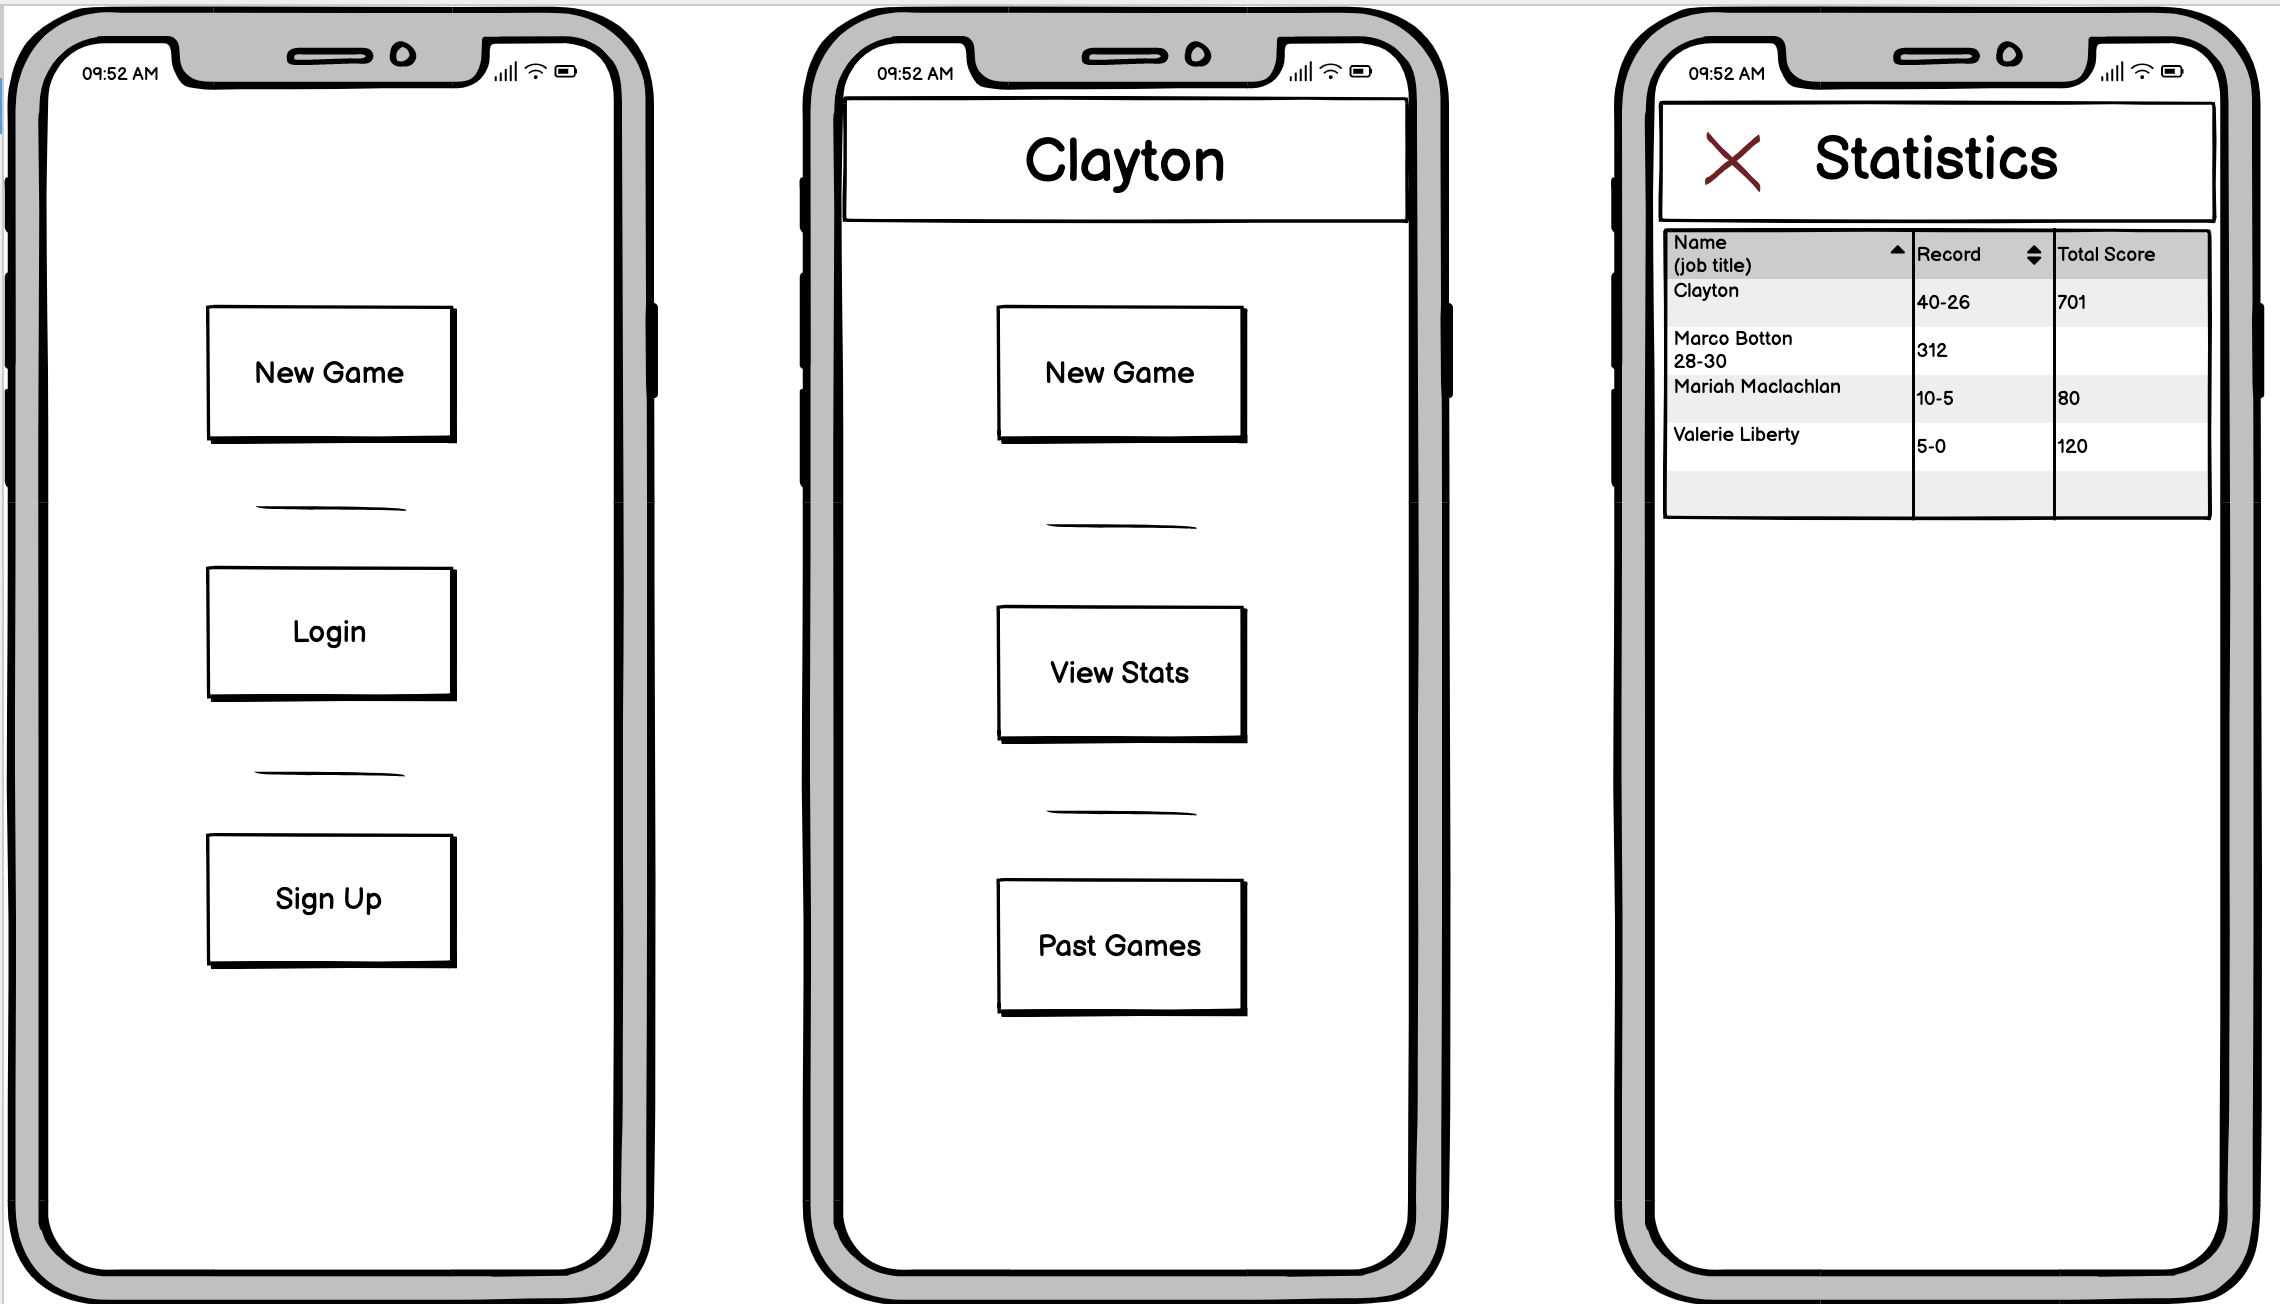 09:52 AM
New Game
Login
Sign Up
09:52 AM
Clayton
New Game
View Stats
Past Games
09:52 AM
Statistics
Name
(job title)
Record
Total Score
Clayton
40-26
701
Marco Botton
28-30
312
Mariah Maclachlan
10-5
80
Valerie Liberty
5-0
120